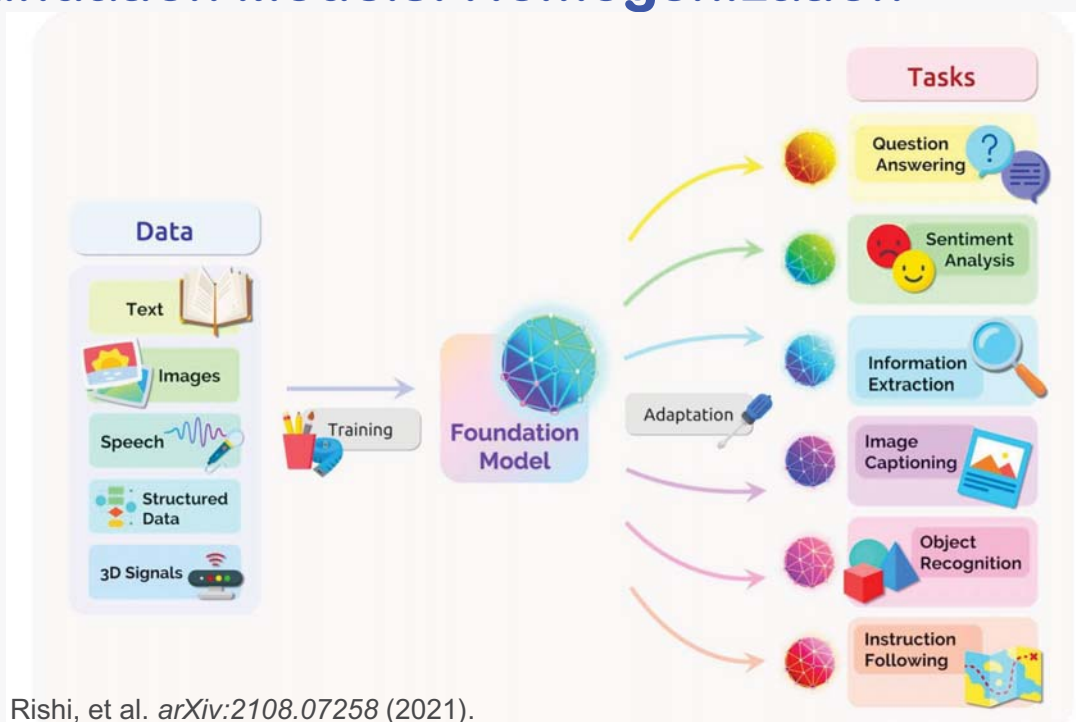 Homogenization
Tasks
Question
Answering
Data
Sentiment
Analysis
Text
Images
Information
Extraction
Training
Foundation
Model
Adaptation
Speech
Image
Captioning
Structured
Data
Object
Recognition
3D Signals
Instruction
Following
Rishi, et al. arXiv:2108.07258 (2021).